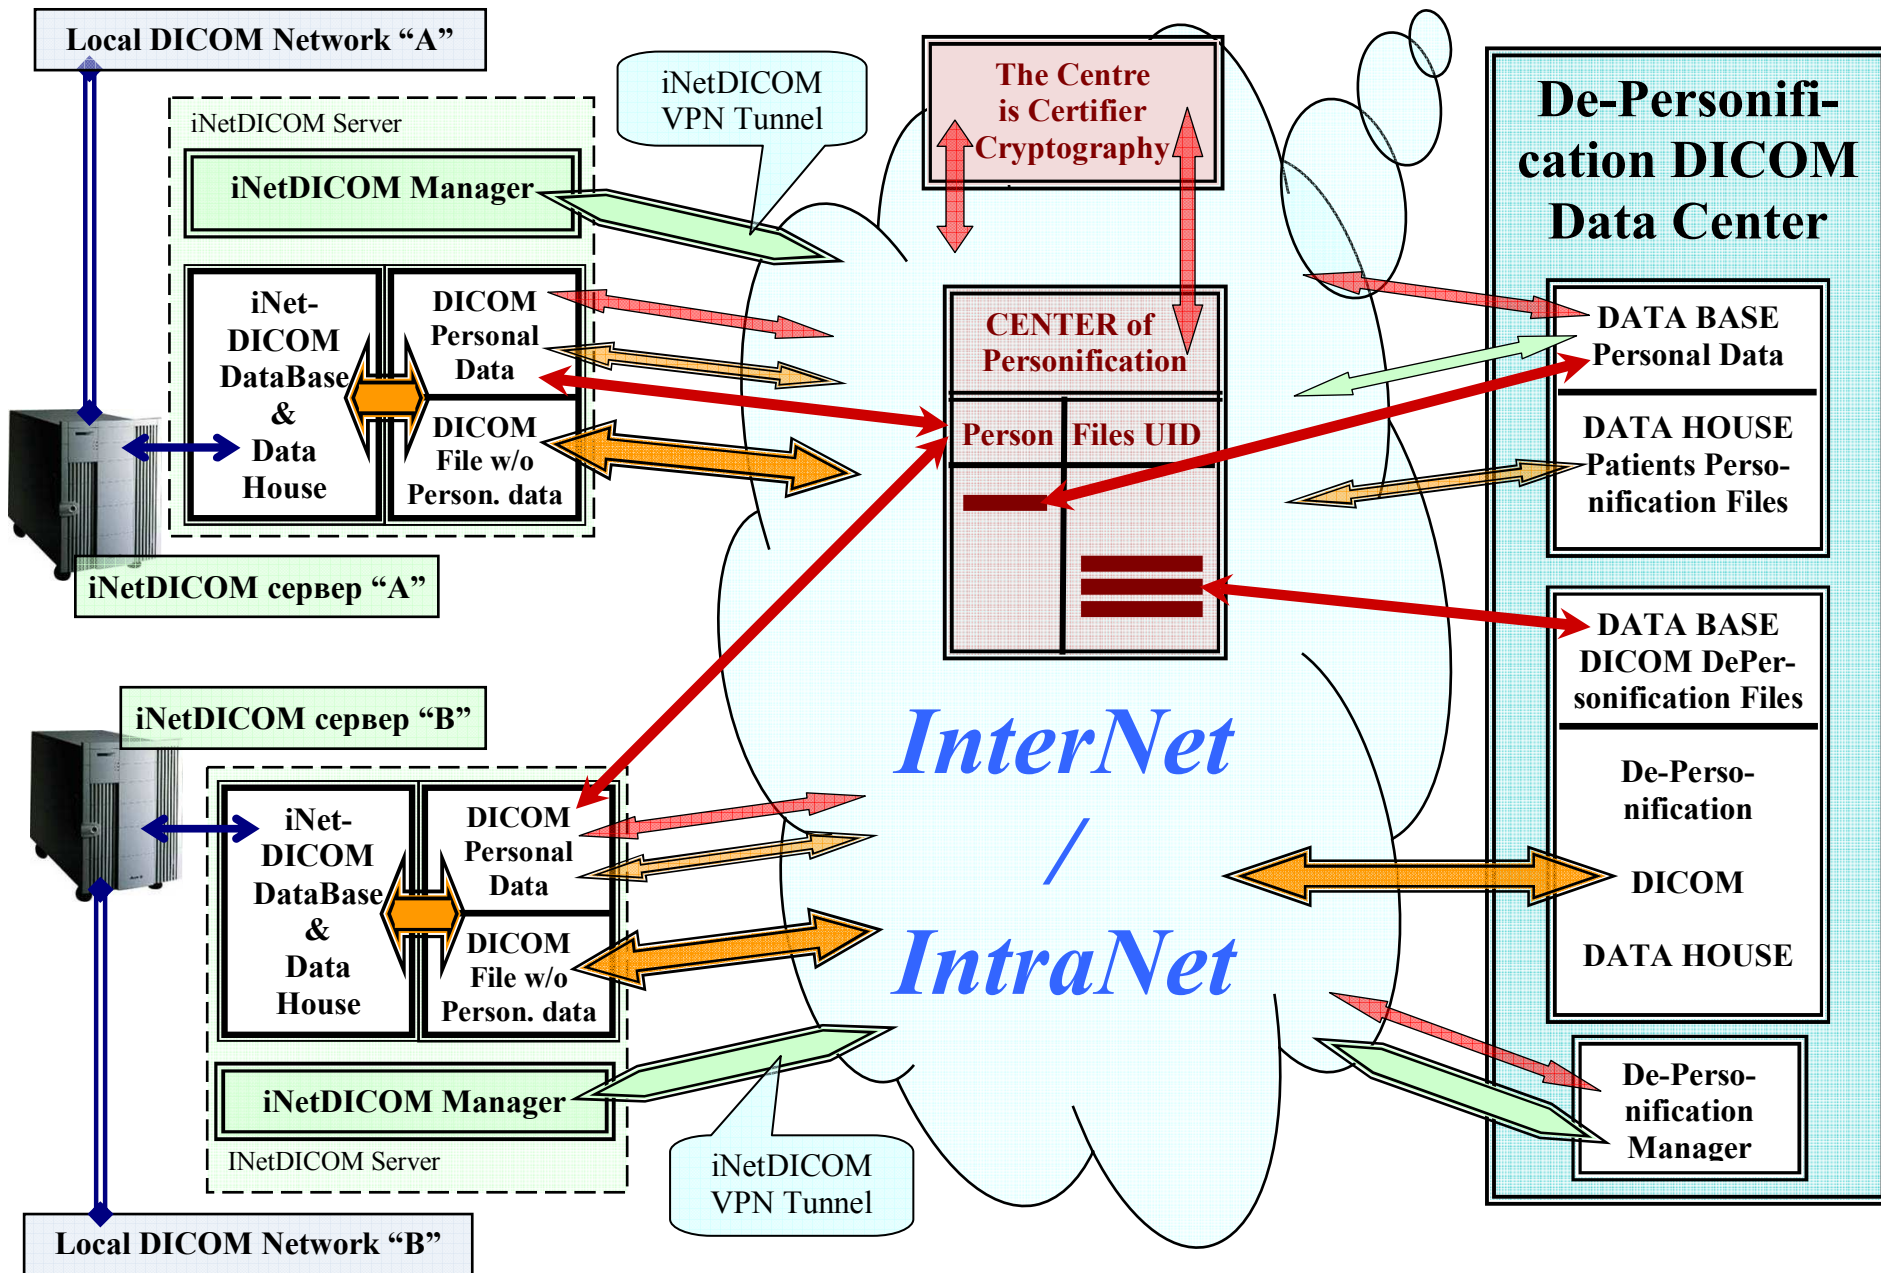 Local DICOM Network “A”
iNetDICOM Server
iNetDICOM Manager
iNet-
DICOM
DataBase
&
Data
House
DICOM
Personal
Data
DICOM
File w/o
Person. data
iNetDICOM сервер “A”
iNetDICOM
VPN Tunnel
iNetDICOM сервер “B”
iNet-
DICOM
DataBase
&
Data
House
DICOM
Personal
Data
DICOM
File w/o
Person. data
iNetDICOM Manager
INetDICOM Server
Local DICOM Network “B”
iNetDICOM
VPN Tunnel
The Centre
is Certifier
Cryptography
CENTER of
Personification
Person
Files UID
InterNet
/
IntraNet
De-Personifi-
cation DICOM
Data Center
DATA BASE
Personal Data
DATA HOUSE
Patients Perso-
nification Files
DATA BASE
DICOM DePer-
sonification Files
De-Perso-
nification
DICOM
DATA HOUSE
De-Perso-
nification
Manager